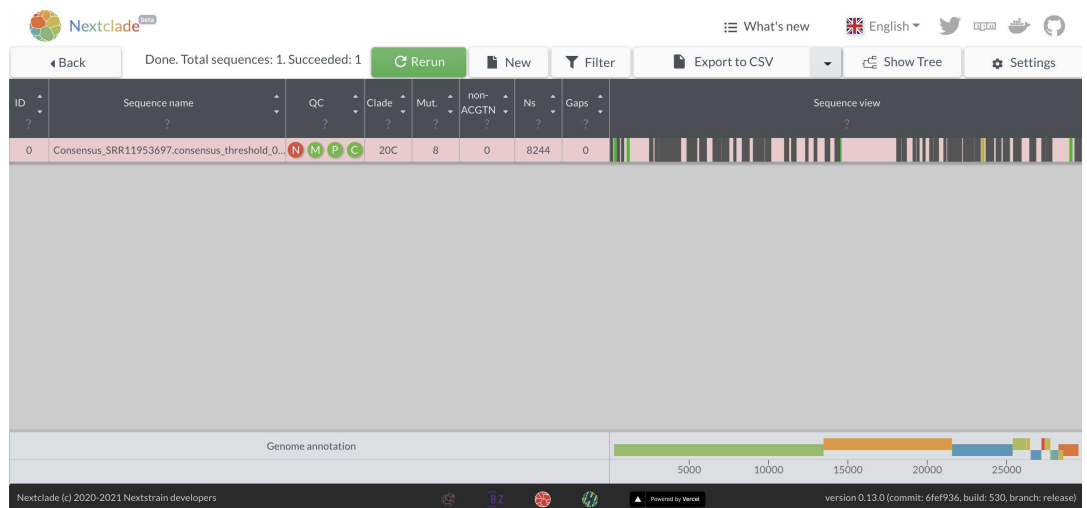 Nextclade beta What's new English npm
Back Done. Total sequences: 1. Succeeded: 1 Rerun New Filter Export to CSV Show Tree Settings
ID Sequence name QC Clade Mut. non-ACGTN Ns Gaps Sequence view
? ? ? ? ? ? ? ? ?
0 Consensus_SRR11953697.consensus_threshold_0... N M P C 20C 8 0 8244 0
Genome annotation
5000 10000 15000 20000 25000
Nextclade (c) 2020-2021 Nextstrain developers BZ Powered by Vercel version 0.13.0 (commit: 6fef936, build: 530, branch: release)